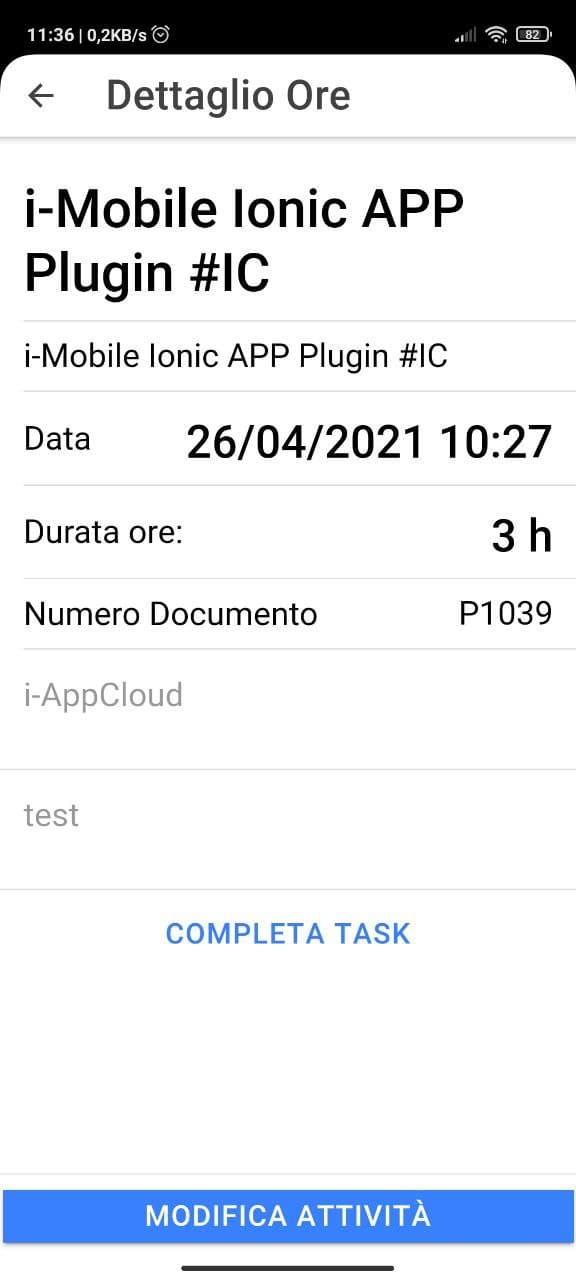 11:36 | 0,2KB/s 82
Dettaglio Ore
i-Mobile Ionic APP
Plugin #IC
i-Mobile Ionic APP Plugin #IC
Data 26/04/2021 10:27
Durata ore: 3 h
Numero Documento P1039
i-AppCloud
test
COMPLETA TASK
MODIFICA ATTIVITÀ